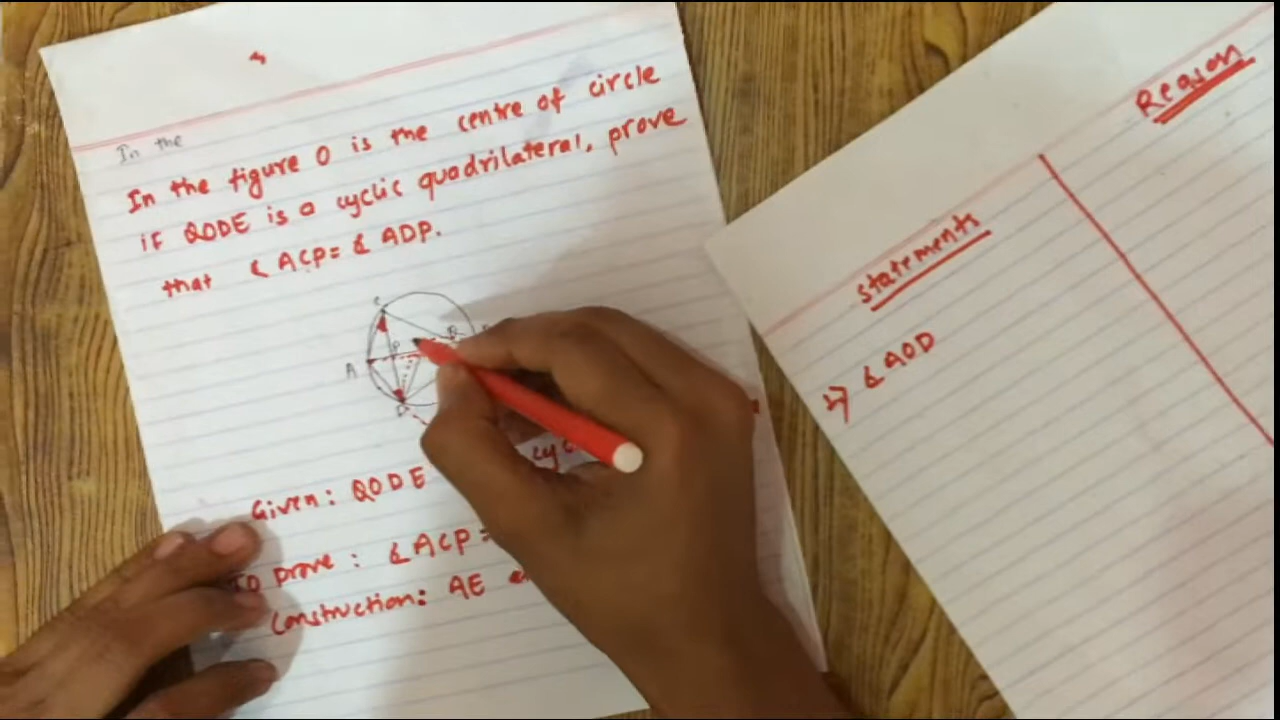 In the
In the figure O is the centre of circle
if QODE is a cyclic quadrilateral, prove
that ∠ ACP = ∠ ADP.
C
A
P
D
Given: QODE
To prove : ∠ ACP =
Construction: AE
Statements
Reason
1) ∠ AOD